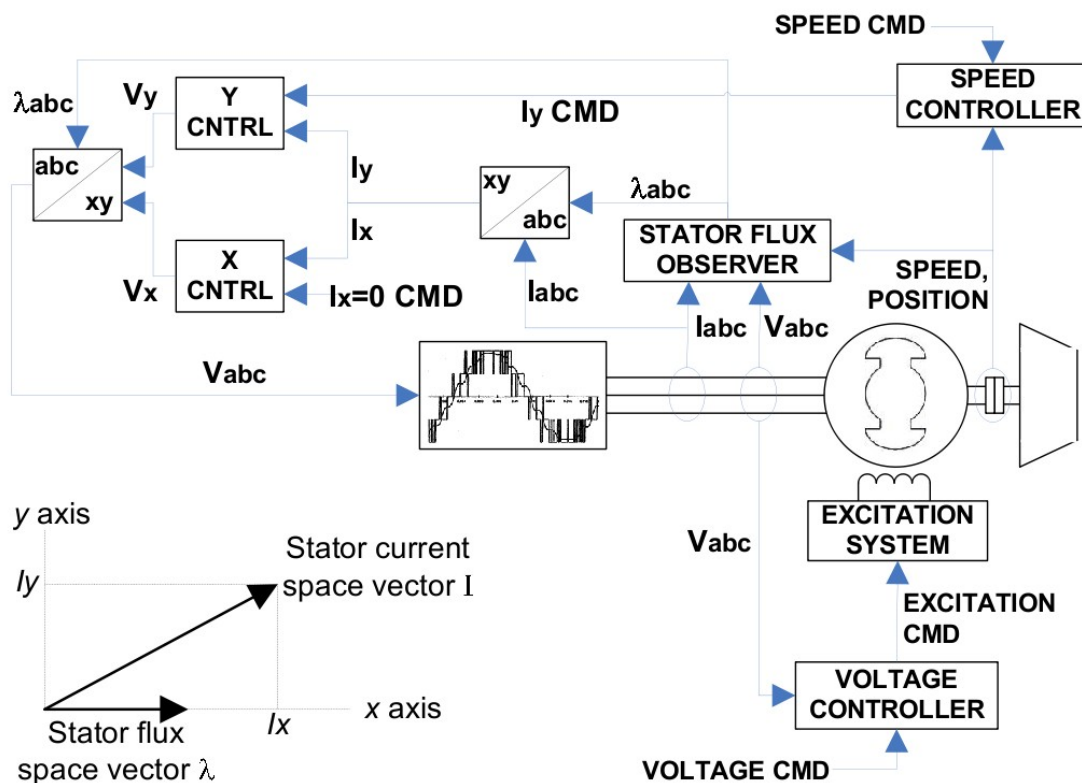 SPEED CMD
SPEED
CONTROLLER
λabc
Vy
Y
CNTRL
Iy CMD
abc
xy
Iy
xy
abc
λabc
Ix
STATOR FLUX
OBSERVER
Vx
X
CNTRL
Ix=0 CMD
Iabc
Iabc
Vabc
SPEED,
POSITION
Vabc
Vabc
EXCITATION
SYSTEM
EXCITATION
CMD
VOLTAGE
CONTROLLER
VOLTAGE CMD
y axis
Iy
Stator current
space vector I
Ix
x axis
Stator flux
space vector λ